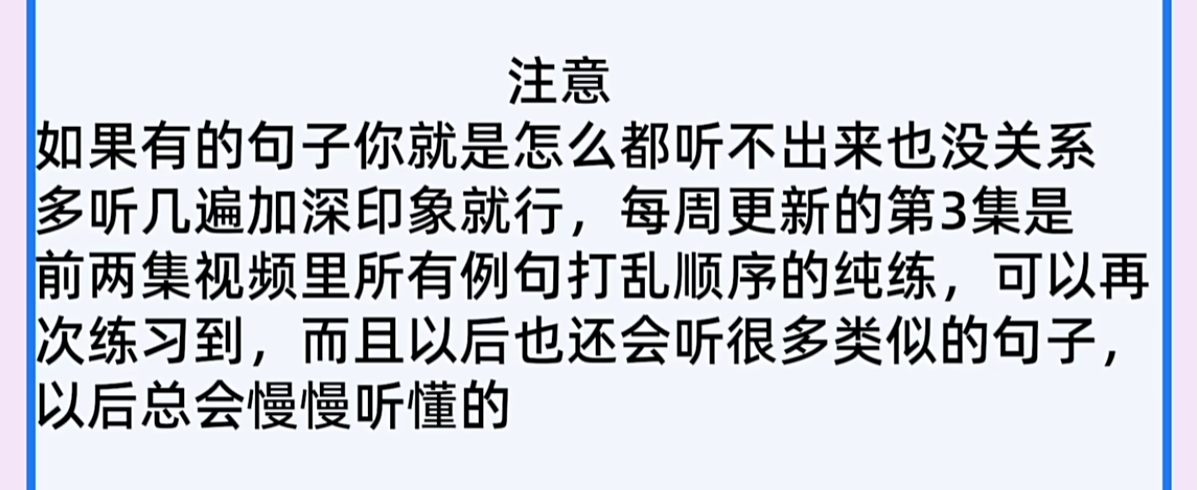 注意
如果有的句子你就是怎么都听不出来也没关系
多听几遍加深印象就行，每周更新的第3集是
前两集视频里所有例句打乱顺序的纯练，可以再
次练习到，而且以后也还会听很多类似的句子，
以后总会慢慢听懂的